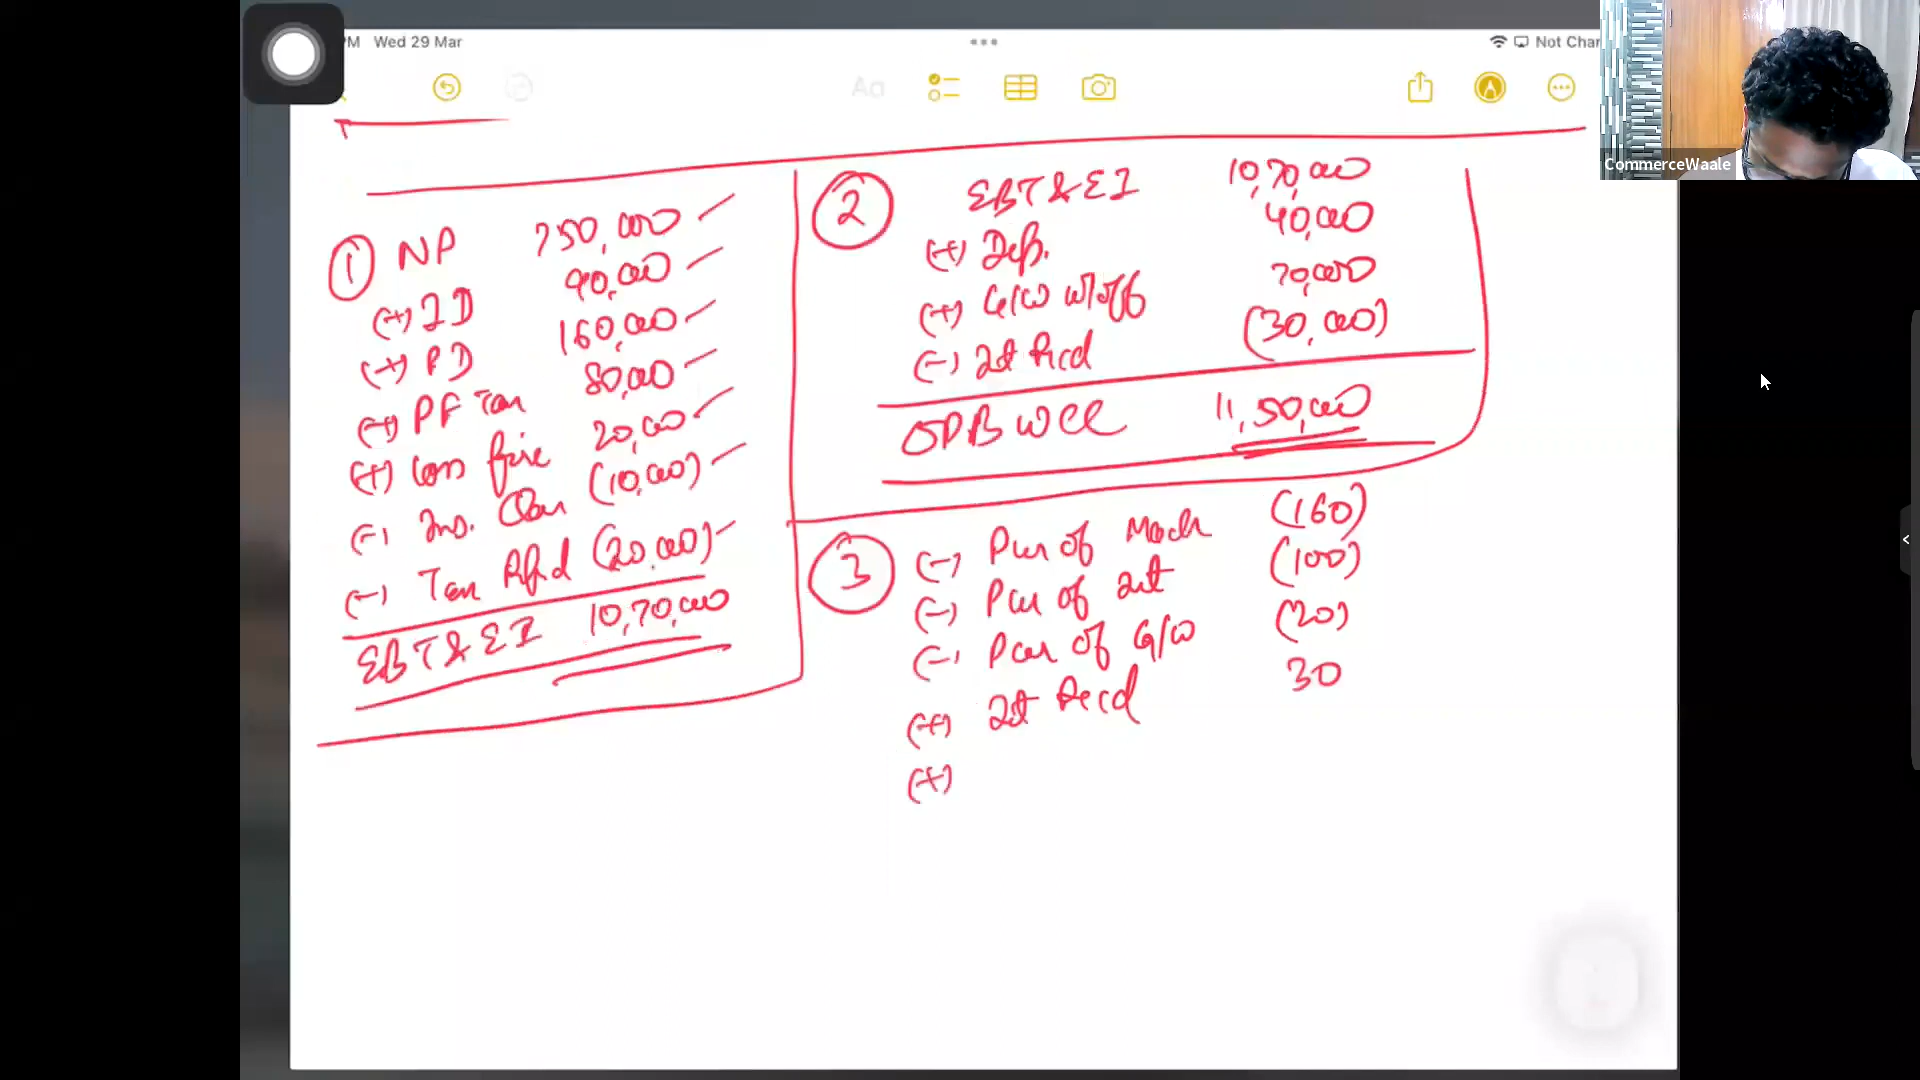 PM Wed 29 Mar
Not Char
Aa
CommerceWaale
① NP 750,000
(+) ID 90,000
(+) PD 160,000
(+) PF Tax 80,000
(+) Loss fire 20,000
(-) Ins. Claim (10,000)
(-) Tax Rfnd (20,000)
EBT & EI 10,70,000
② EBT & EI 10,70,000
(+) Dep. 40,000
(+) G/W w/off 70,000
(-) Int Recd (30,000)
OPBWCC 11,50,000
③ (-) Pur of Mach (160)
(-) Pur of Int (100)
(-) Pur of G/W (20)
(+) Int Recd 30
(+)